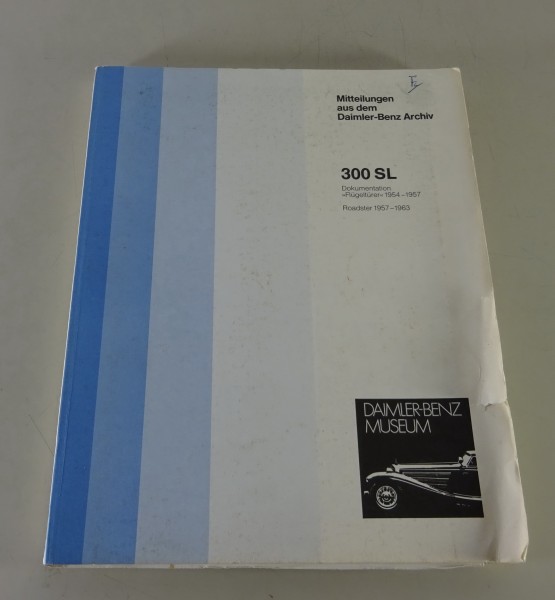 Mitteilungen
aus dem
Daimler-Benz Archiv
300 SL
Dokumentation
»Flügeltürer« 1954–1957
Roadster 1957–1963
DAIMLER-BENZ
MUSEUM